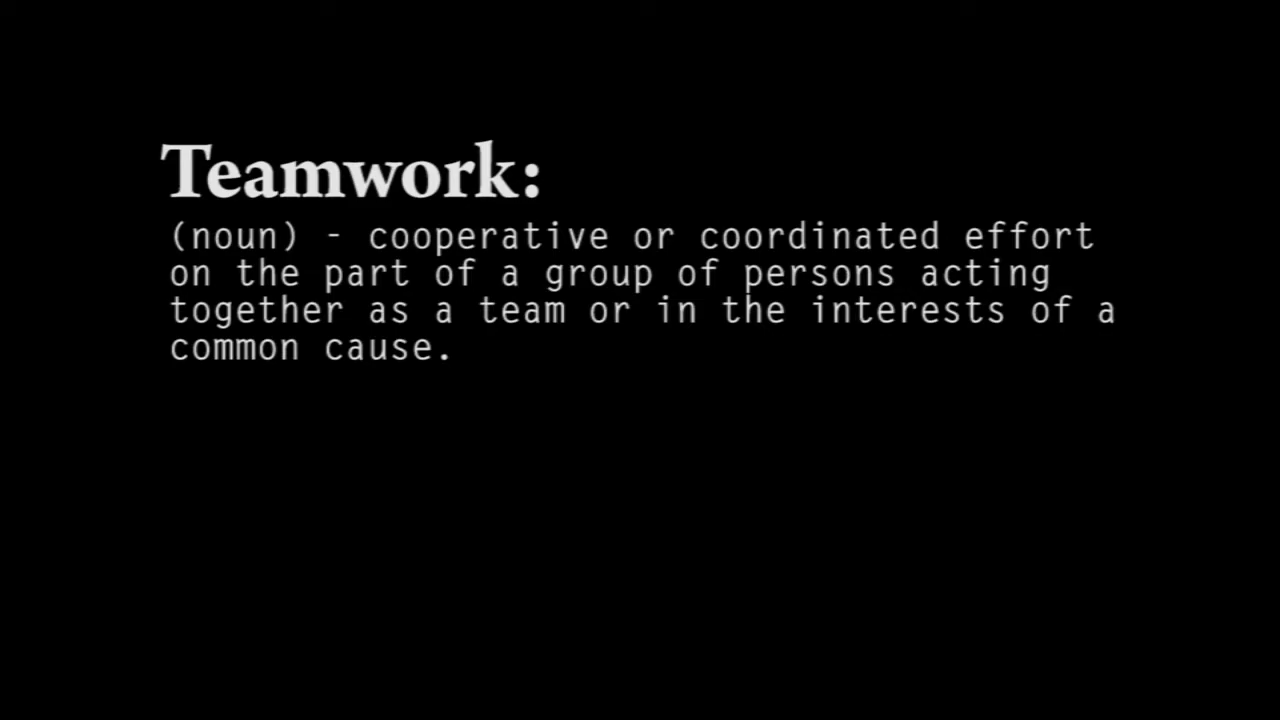 Teamwork:
(noun) - cooperative or coordinated effort
on the part of a group of persons acting
together as a team or in the interests of a
common cause.